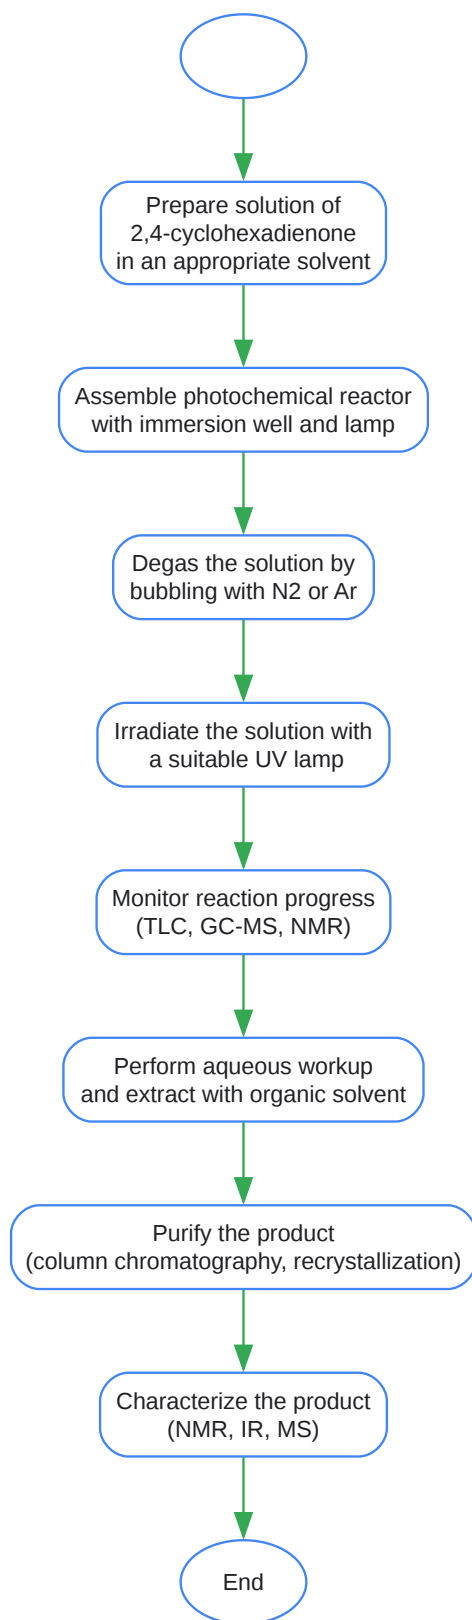 Prepare solution of
2,4-cyclohexadienone
in an appropriate solvent
Assemble photochemical reactor
with immersion well and lamp
Degas the solution by
bubbling with N2 or Ar
Irradiate the solution with
a suitable UV lamp
Monitor reaction progress
(TLC, GC-MS, NMR)
Perform aqueous workup
and extract with organic solvent
Purify the product
(column chromatography, recrystallization)
Characterize the product
(NMR, IR, MS)
End